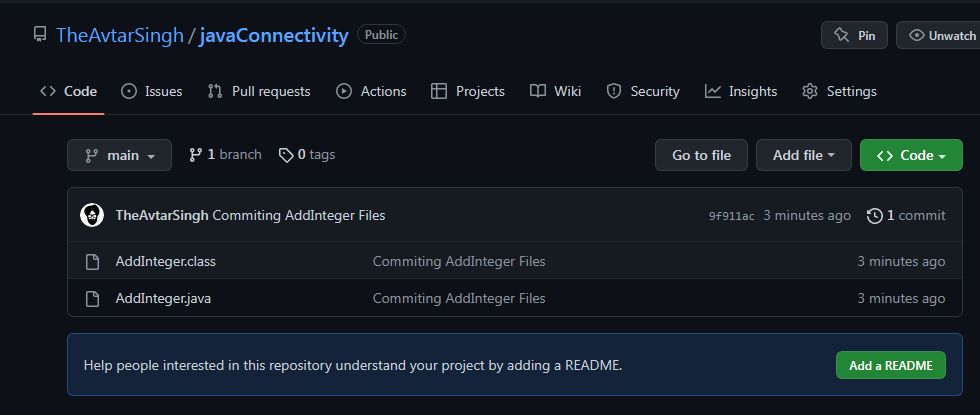 TheAvtarSingh / javaConnectivity Public Pin Unwatch
Code Issues Pull requests Actions Projects Wiki Security Insights Settings
main 1 branch 0 tags Go to file Add file Code
TheAvtarSingh Commiting AddInteger Files 9f911ac 3 minutes ago 1 commit
AddInteger.class Commiting AddInteger Files 3 minutes ago
AddInteger.java Commiting AddInteger Files 3 minutes ago
Help people interested in this repository understand your project by adding a README. Add a README